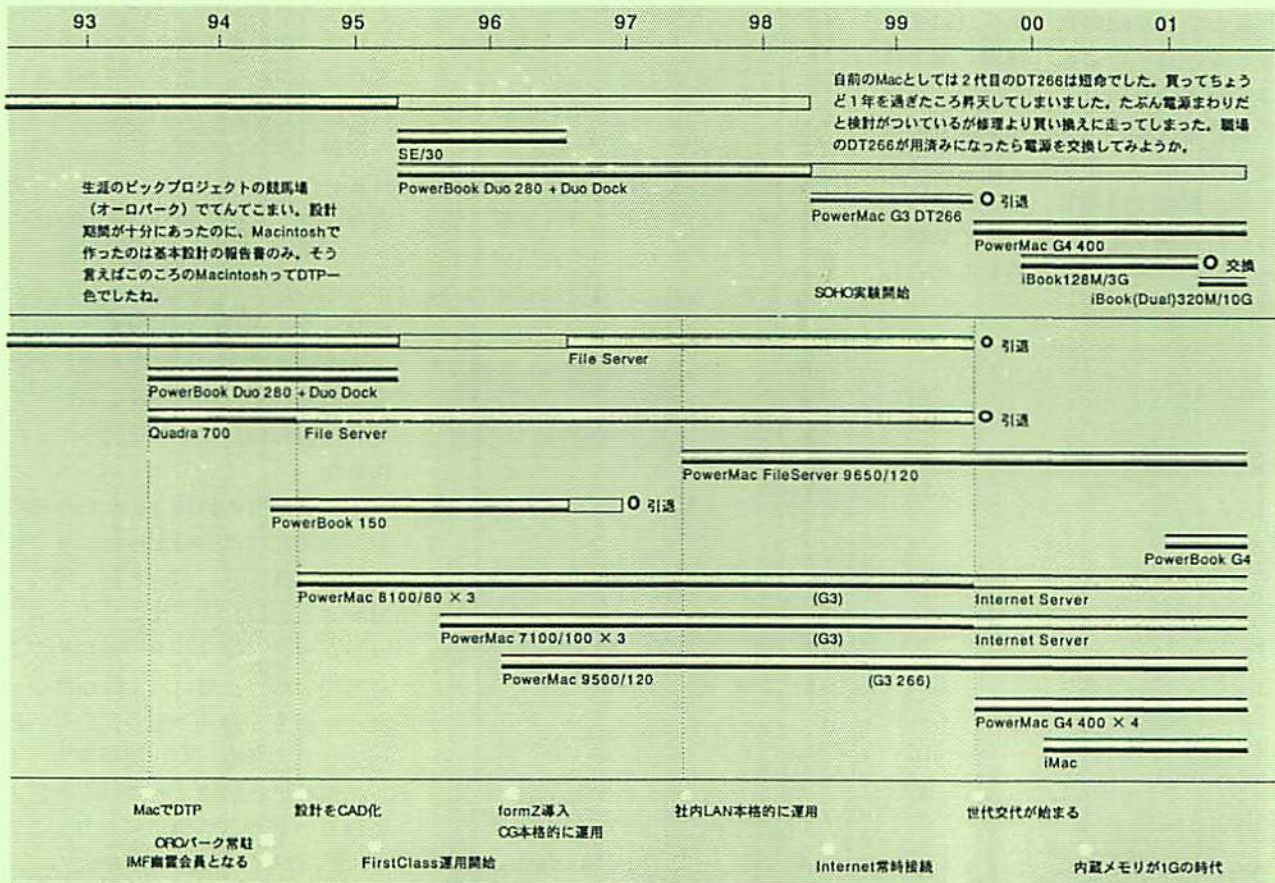 93 94 95 96 97 98 99 00 01
自前のMacとしては2代目のDT266は短命でした。買ってちょう
ど1年を過ぎたころ昇天してしまいました。たぶん電源まわりだ
と検討がついているが修理より買い換えに走ってしまった。職場
のDT266が用済みになったら電源を交換してみようか。
SE/30
PowerBook Duo 280 + Duo Dock
生涯のビックプロジェクトの競馬場
(オーロパーク)でてんてこまい。設計
期間が十分にあったのに、Macintoshで
作ったのは基本設計の報告書のみ。そう
言えばこのころのMacintoshってDTP一
色でしたね。
引退
PowerMac G3 DT266
PowerMac G4 400
交換
iBook128M/3G
SOHO実験開始
iBook(Dual)320M/10G
引退
File Server
PowerBook Duo 280 + Duo Dock
引退
Quadra 700 File Server
PowerMac FileServer 9650/120
引退
PowerBook 150
PowerBook G4
PowerMac 8100/80 × 3 (G3) Internet Server
PowerMac 7100/100 × 3 (G3) Internet Server
PowerMac 9500/120 (G3 266)
PowerMac G4 400 × 4
iMac
MacでDTP 設計をCAD化 formZ導入 社内LAN本格的に運用 世代交代が始まる
CG本格的に運用
OROパーク常駐
IMF幽霊会員となる FirstClass運用開始 Internet常時接続 内蔵メモリが1Gの時代